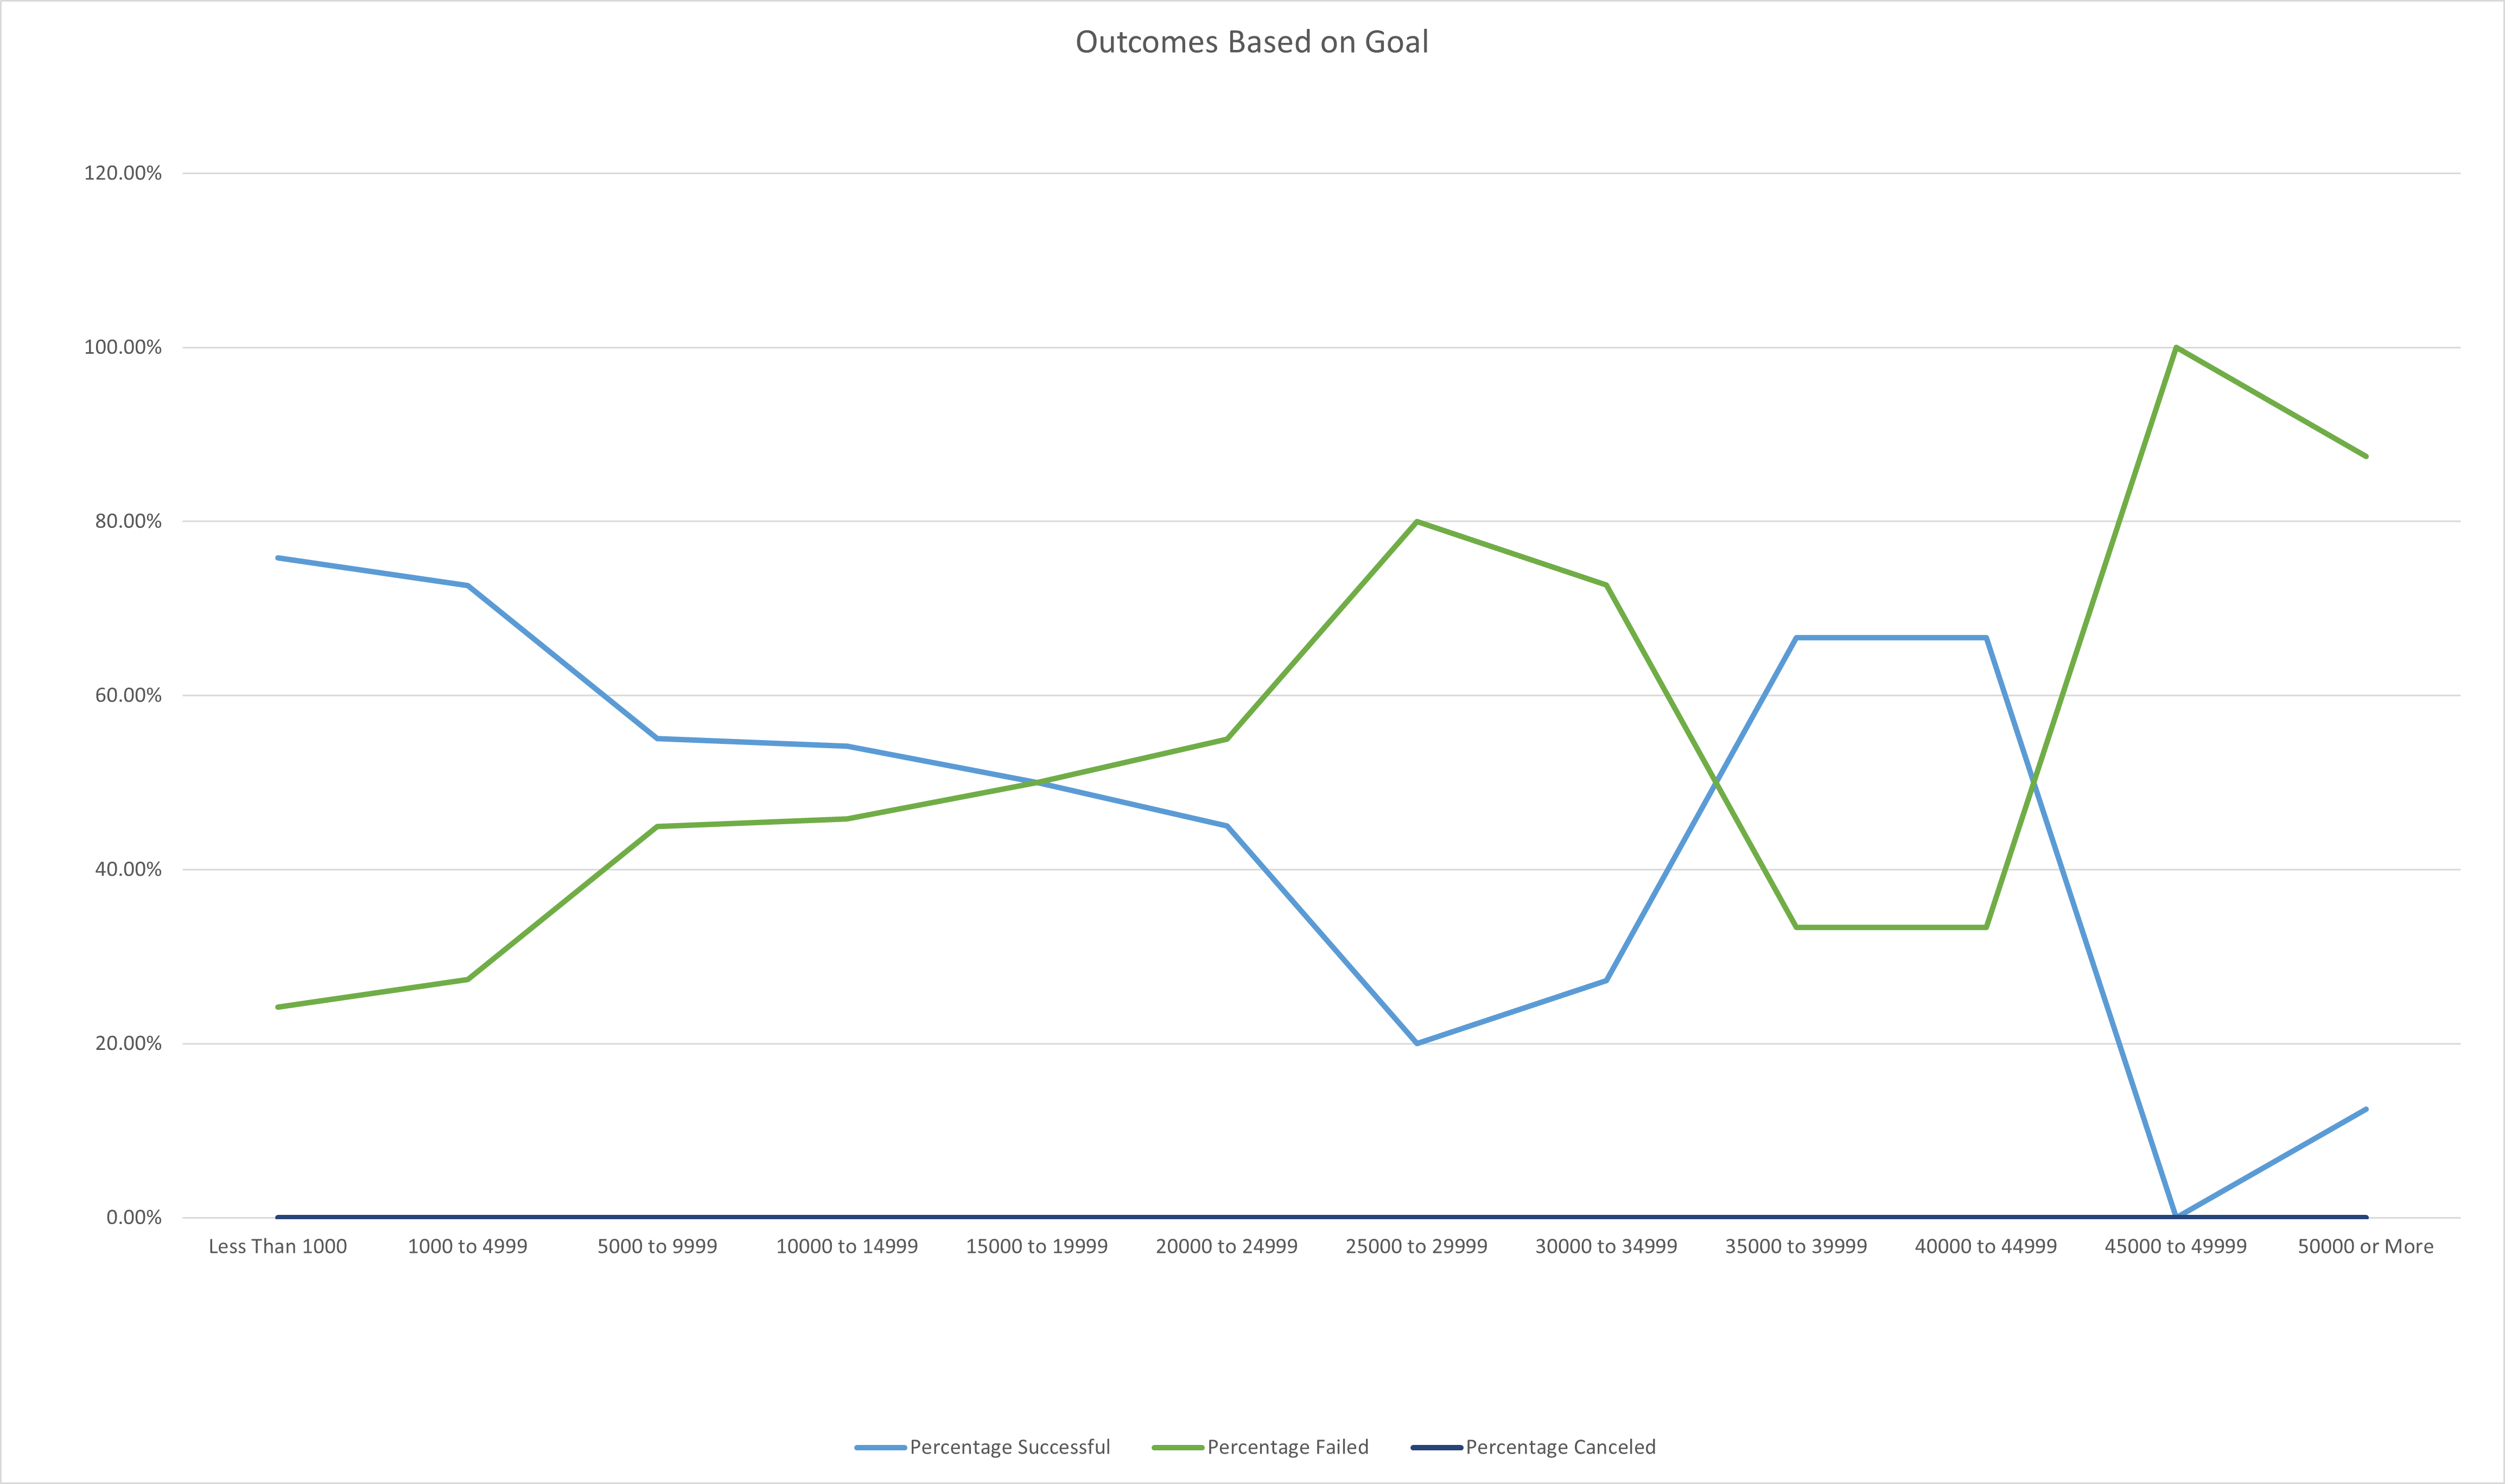 Outcomes Based on Goal
120.00%
100.00%
80.00%
60.00%
40.00%
20.00%
0.00%
Less Than 1000 1000 to 4999 5000 to 9999 10000 to 14999 15000 to 19999 20000 to 24999 25000 to 29999 30000 to 34999 35000 to 39999 40000 to 44999 45000 to 49999 50000 or More
Percentage Successful Percentage Failed Percentage Canceled